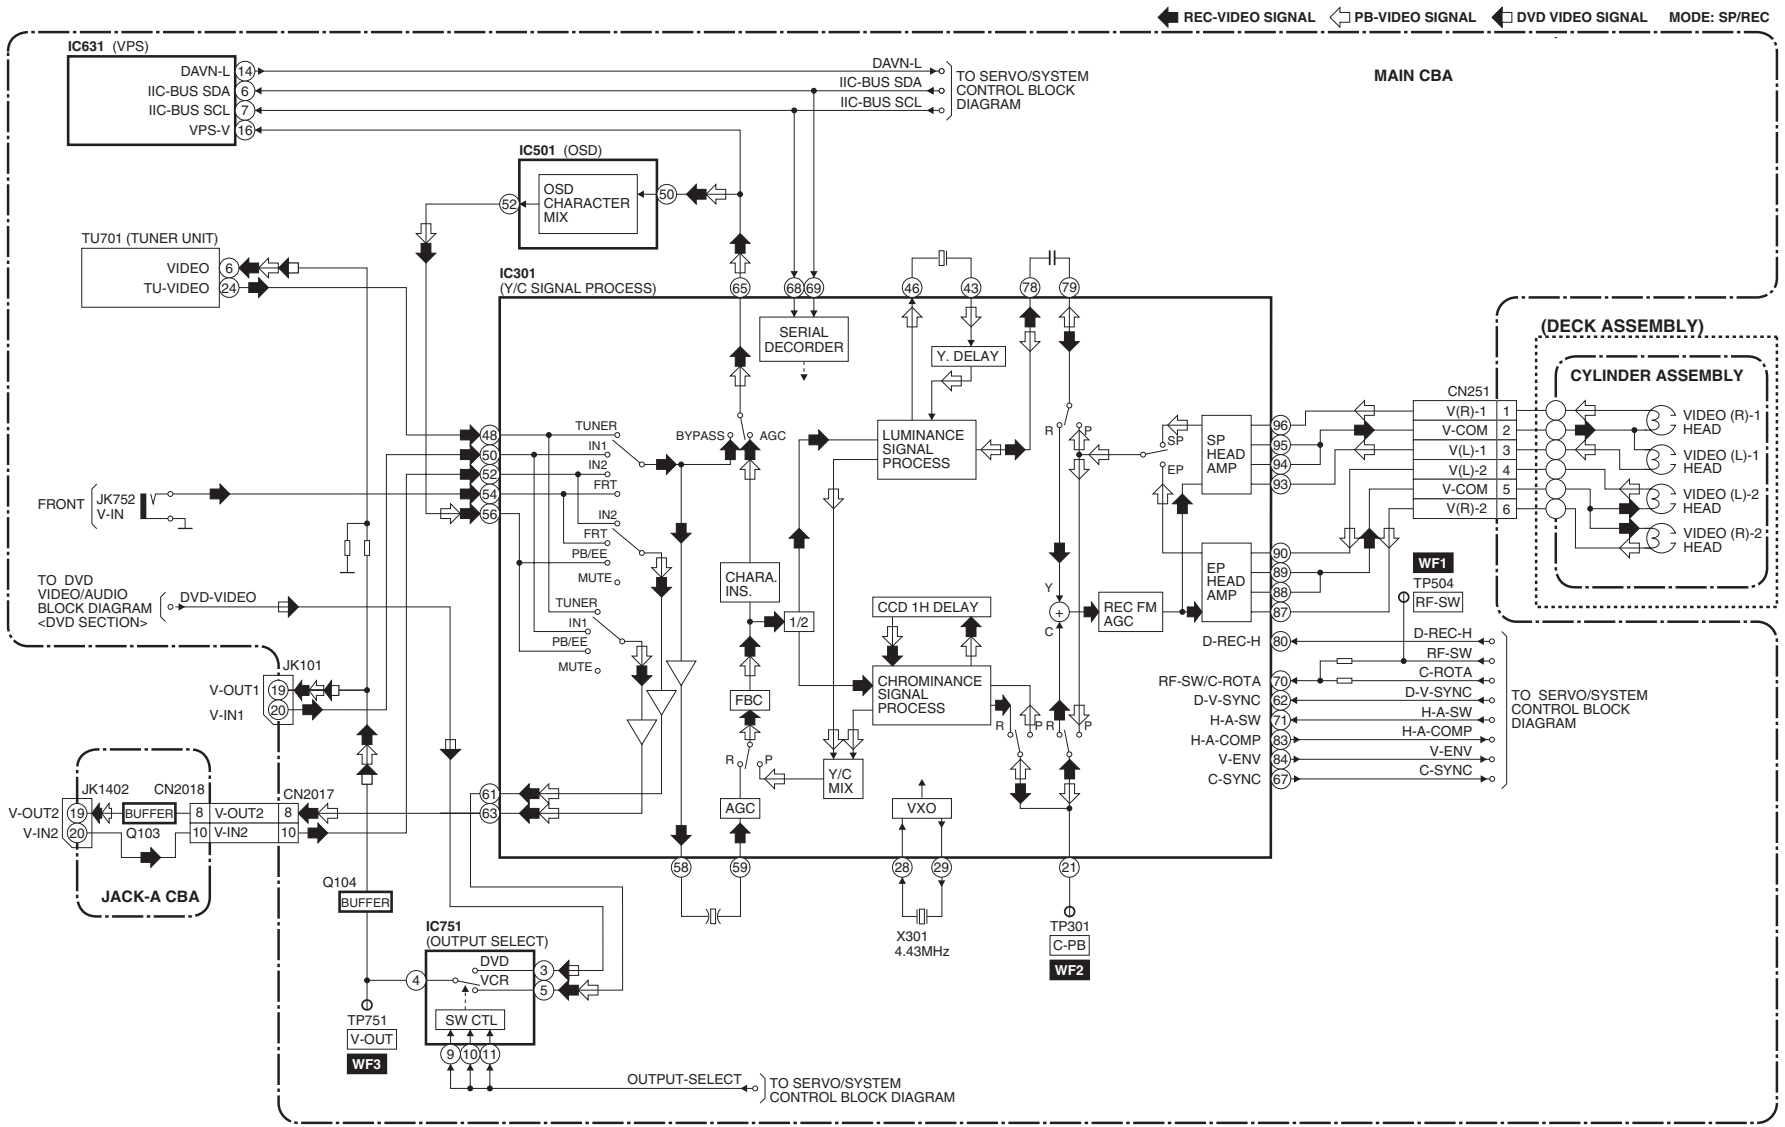 REC-VIDEO SIGNAL PB-VIDEO SIGNAL DVD VIDEO SIGNAL MODE: SP/REC
MAIN CBA
IC631 (VPS)
DAVN-L 14
IIC-BUS SDA 6
IIC-BUS SCL 7
VPS-V 16
DAVN-L
IIC-BUS SDA
IIC-BUS SCL
TO SERVO/SYSTEM
CONTROL BLOCK
DIAGRAM
IC501 (OSD)
OSD
CHARACTER
MIX
52
50
TU701 (TUNER UNIT)
VIDEO 6
TU-VIDEO 24
IC301
(Y/C SIGNAL PROCESS)
65
68
69
46
43
78
79
SERIAL
DECORDER
Y. DELAY
(DECK ASSEMBLY)
CYLINDER ASSEMBLY
CN251
V(R)-1 1
V-COM 2
V(L)-1 3
V(L)-2 4
V-COM 5
V(R)-2 6
VIDEO (R)-1
HEAD
VIDEO (L)-1
HEAD
VIDEO (L)-2
HEAD
VIDEO (R)-2
HEAD
48
50
52
54
56
TUNER
IN1
IN2
FRT
IN2
FRT
PB/EE
MUTE
TUNER
IN1
PB/EE
MUTE
BYPASS
AGC
LUMINANCE
SIGNAL
PROCESS
R
P
SP
EP
SP
HEAD
AMP
96
95
94
93
EP
HEAD
AMP
90
89
88
87
FRONT
JK752
V-IN
TO DVD
VIDEO/AUDIO
BLOCK DIAGRAM
<DVD SECTION>
DVD-VIDEO
CHARA.
INS.
1/2
CCD 1H DELAY
CHROMINANCE
SIGNAL
PROCESS
FBC
R
P
AGC
Y/C
MIX
VXO
Y
+
C
REC FM
AGC
R
P
R
P
WF1
TP504
RF-SW
D-REC-H 80
RF-SW/C-ROTA 70
D-V-SYNC 62
H-A-SW 71
H-A-COMP 83
V-ENV 84
C-SYNC 67
D-REC-H
RF-SW
C-ROTA
D-V-SYNC
H-A-SW
H-A-COMP
V-ENV
C-SYNC
TO SERVO/SYSTEM
CONTROL BLOCK
DIAGRAM
JK101
V-OUT1 19
V-IN1 20
JK1402
CN2018
CN2017
V-OUT2 19
V-IN2 20
BUFFER
Q103
8 V-OUT2 8
10 V-IN2 10
JACK-A CBA
61
63
58
59
28
29
21
X301
4.43MHz
TP301
C-PB
WF2
Q104
BUFFER
IC751
(OUTPUT SELECT)
4
DVD 3
VCR 5
SW CTL
9
10
11
TP751
V-OUT
WF3
OUTPUT-SELECT
TO SERVO/SYSTEM
CONTROL BLOCK DIAGRAM